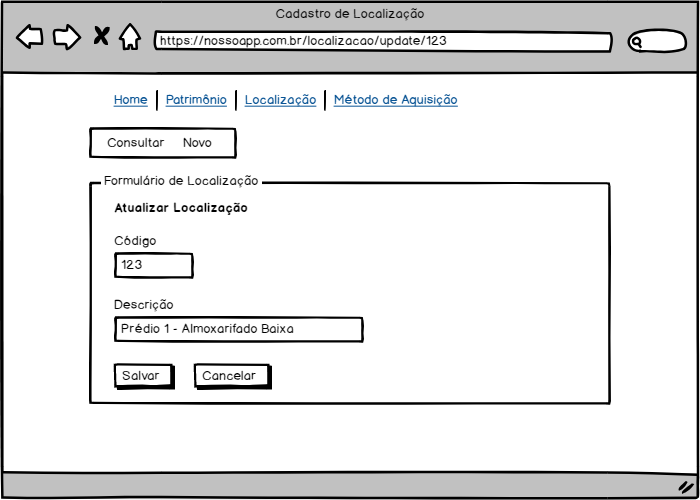 Cadastro de Localização
https://nossoapp.com.br/localizacao/update/123
Home Patrimônio Localização Método de Aquisição
Consultar Novo
Formulário de Localização
Atualizar Localização
Código
123
Descrição
Prédio 1 - Almoxarifado Baixa
Salvar Cancelar